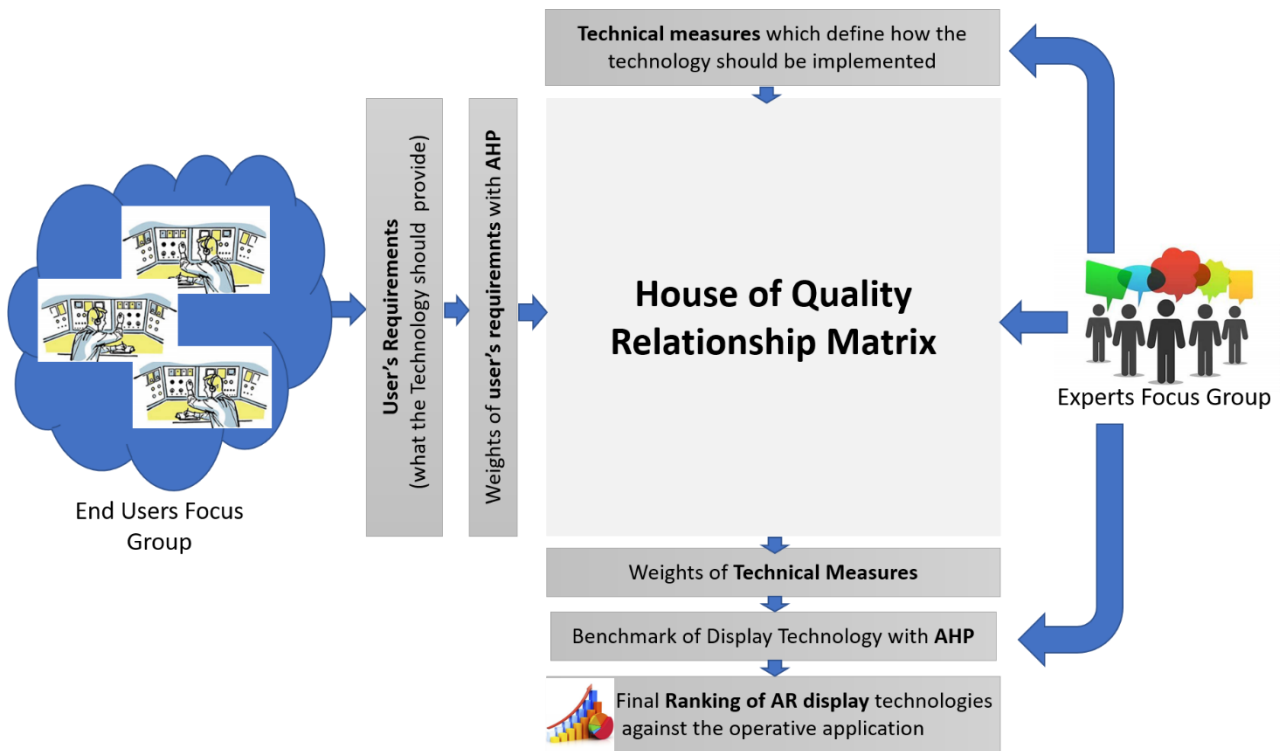 Technical measures which define how the
technology should be implemented
User's Requirements
(what the Technology should provide)
Weights of user's requiremnts with AHP
House of Quality
Relationship Matrix
End Users Focus
Group
Experts Focus Group
Weights of Technical Measures
Benchmark of Display Technology with AHP
Final Ranking of AR display technologies
against the operative application